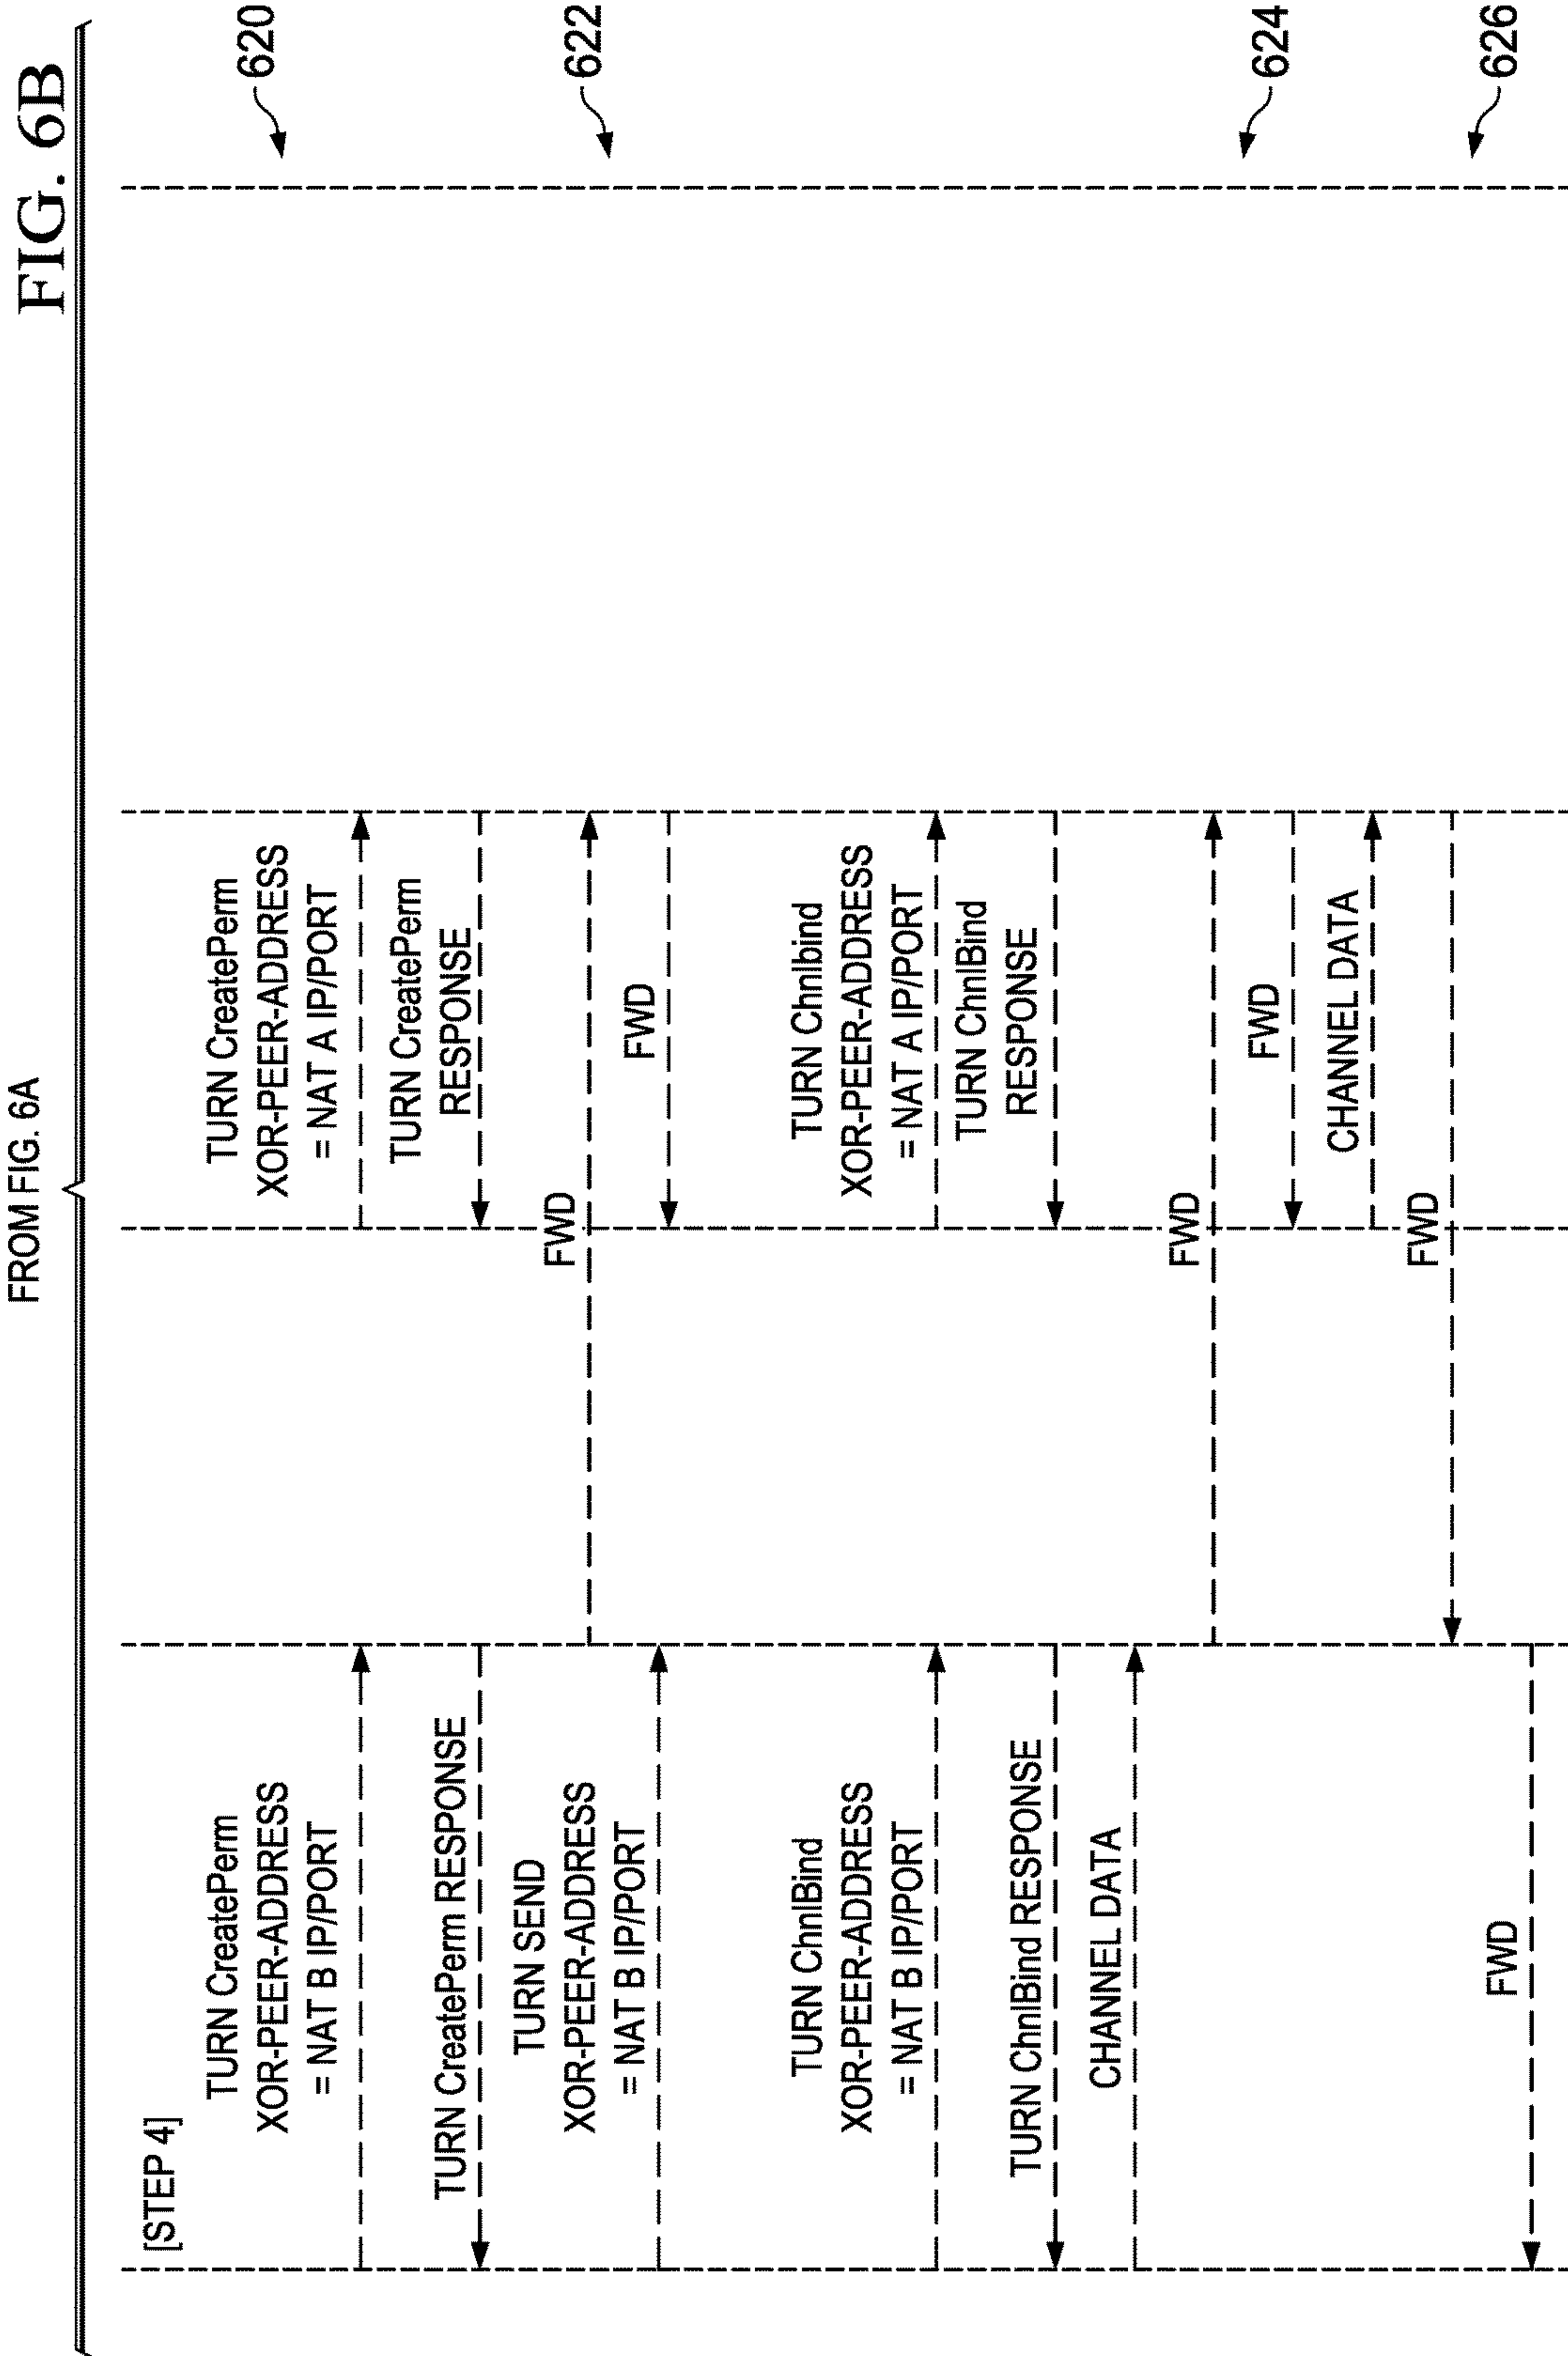 FROM FIG. 6A
FIG. 6B
[STEP 4]
TURN CreatePerm
XOR-PEER-ADDRESS
= NAT B IP/PORT
TURN CreatePerm
XOR-PEER-ADDRESS
= NAT A IP/PORT
620
TURN CreatePerm RESPONSE
TURN CreatePerm
RESPONSE
TURN SEND
XOR-PEER-ADDRESS
= NAT B IP/PORT
FWD
FWD
622
TURN ChnlBind
XOR-PEER-ADDRESS
= NAT B IP/PORT
TURN Chnlbind
XOR-PEER-ADDRESS
= NAT A IP/PORT
TURN ChnlBind RESPONSE
TURN ChnlBind
RESPONSE
CHANNEL DATA
FWD
FWD
624
CHANNEL DATA
FWD
626
FWD